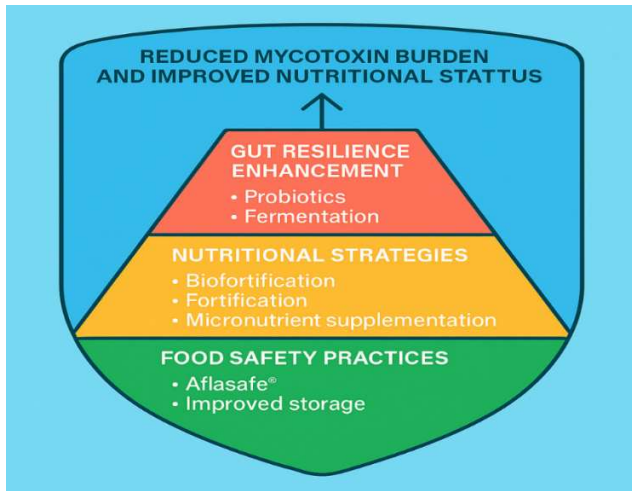 REDUCED MYCOTOXIN BURDEN
AND IMPROVED NUTRITIONAL STATTUS
GUT RESILIENCE
ENHANCEMENT
• Probiotics
• Fermentation
NUTRITIONAL STRATEGIES
• Biofortification
• Fortification
• Micronutrient supplementation
FOOD SAFETY PRACTICES
• Aflasafe®
• Improved storage